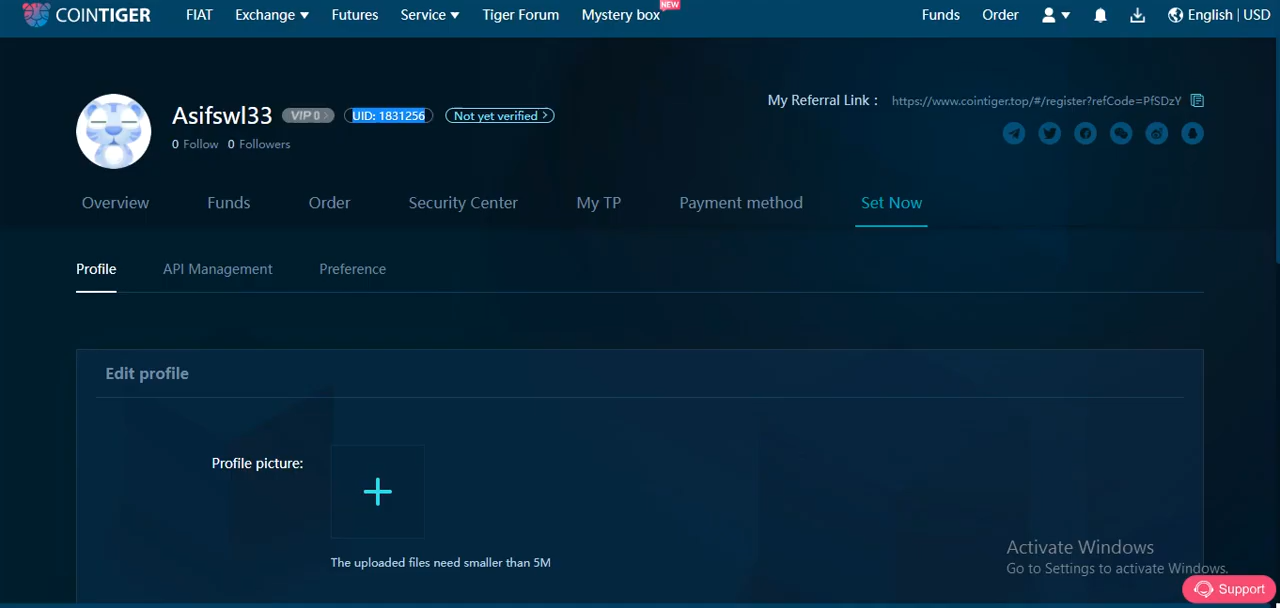 COINTIGER FIAT Exchange Futures Service Tiger Forum Mystery box NEW Funds Order English | USD
Asifswl33 VIP 0 UID: 1831256 Not yet verified
My Referral Link : https://www.cointiger.top/#/register?refCode=PfSDzY
0 Follow 0 Followers
Overview Funds Order Security Center My TP Payment method Set Now
Profile API Management Preference
Edit profile
Profile picture:
The uploaded files need smaller than 5M
Activate Windows
Go to Settings to activate Windows.
Support